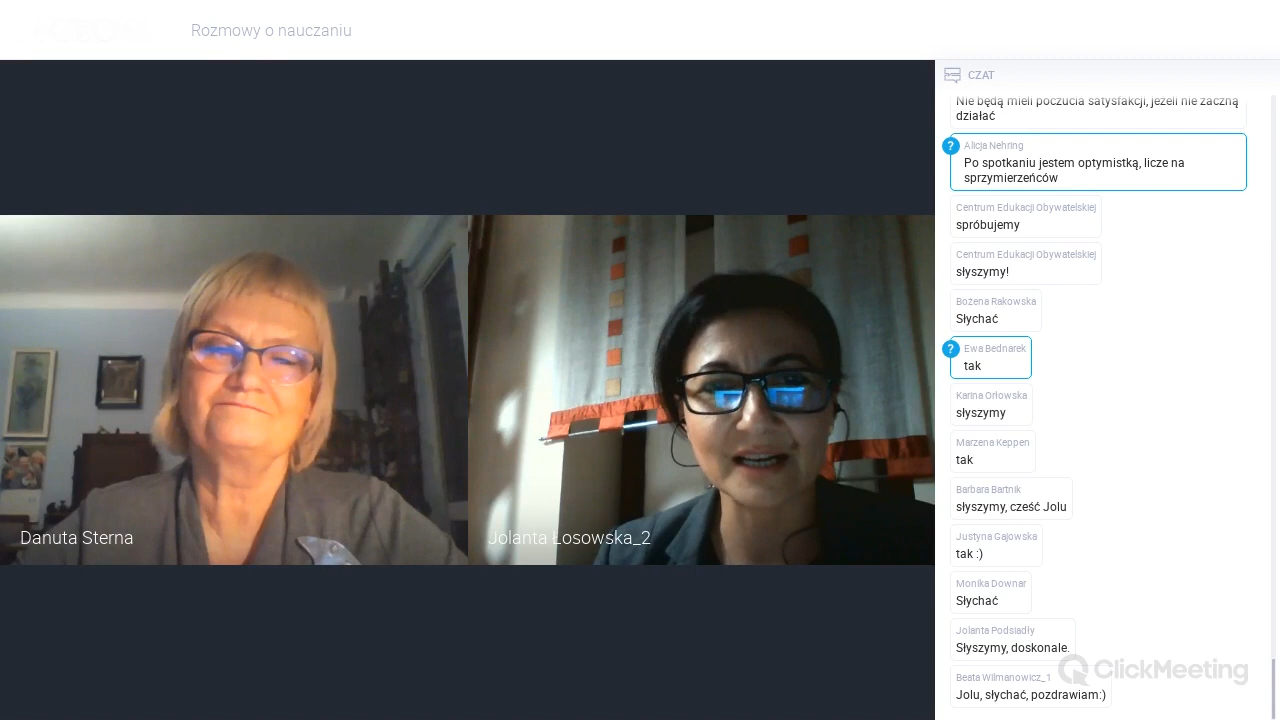 Rozmowy o nauczaniu
CZAT
Nie będą mieli poczucia satysfakcji, jeżeli nie zaczną
działać
?
Alicja Nehring
Po spotkaniu jestem optymistką, licze na
sprzymierzeńców
Centrum Edukacji Obywatelskiej
spróbujemy
Centrum Edukacji Obywatelskiej
słyszymy!
Bożena Rakowska
Słychać
?
Ewa Bednarek
tak
Karina Orłowska
słyszymy
Marzena Keppen
tak
Barbara Bartnik
słyszymy, cześć Jolu
Justyna Gajowska
tak :)
Monika Downar
Słychać
Jolanta Podsiadły
Słyszymy, doskonale.
Beata Wilmanowicz_1
Jolu, słychać, pozdrawiam:)
ClickMeeting
Danuta Sterna
Jolanta Łosowska_2